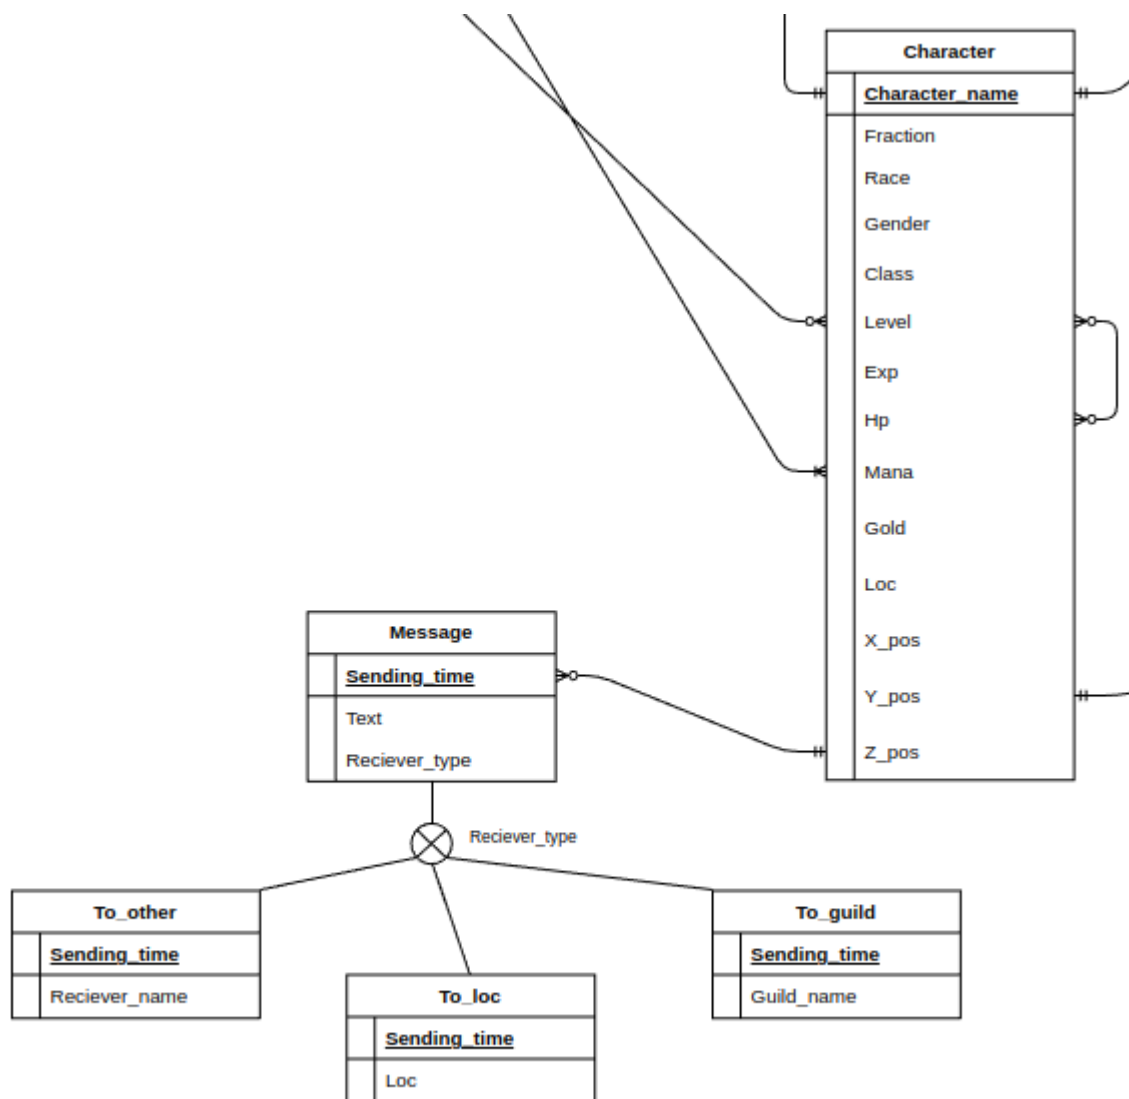 Character
Character_name
Fraction
Race
Gender
Class
Level
Exp
Hp
Mana
Gold
Loc
X_pos
Y_pos
Z_pos
Message
Sending_time
Text
Reciever_type
Reciever_type
To_other
Sending_time
Reciever_name
To_loc
Sending_time
Loc
To_guild
Sending_time
Guild_name